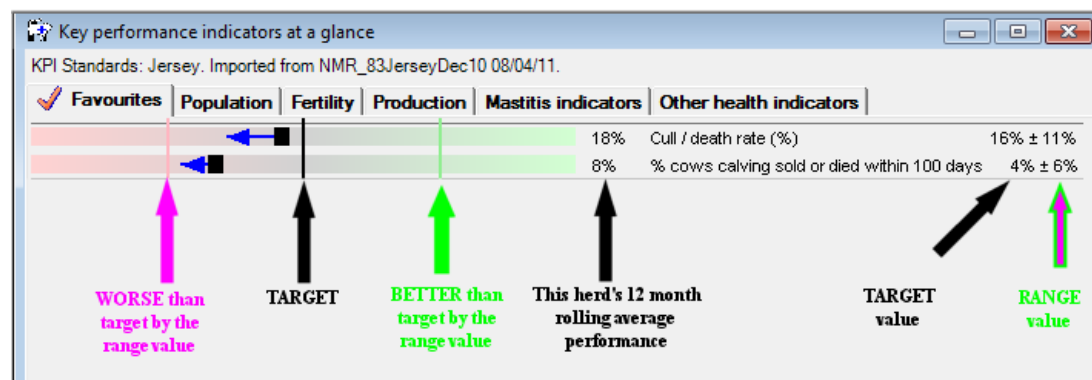 Key performance indicators at a glance
KPI Standards: Jersey. Imported from NMR_83JerseyDec10 08/04/11.
Favourites Population Fertility Production Mastitis indicators Other health indicators
18% Cull / death rate (%) 16% ± 11%
8% % cows calving sold or died within 100 days 4% ± 6%
WORSE than
target by the
range value
TARGET
BETTER than
target by the
range value
This herd's 12 month
rolling average
performance
TARGET
value
RANGE
value